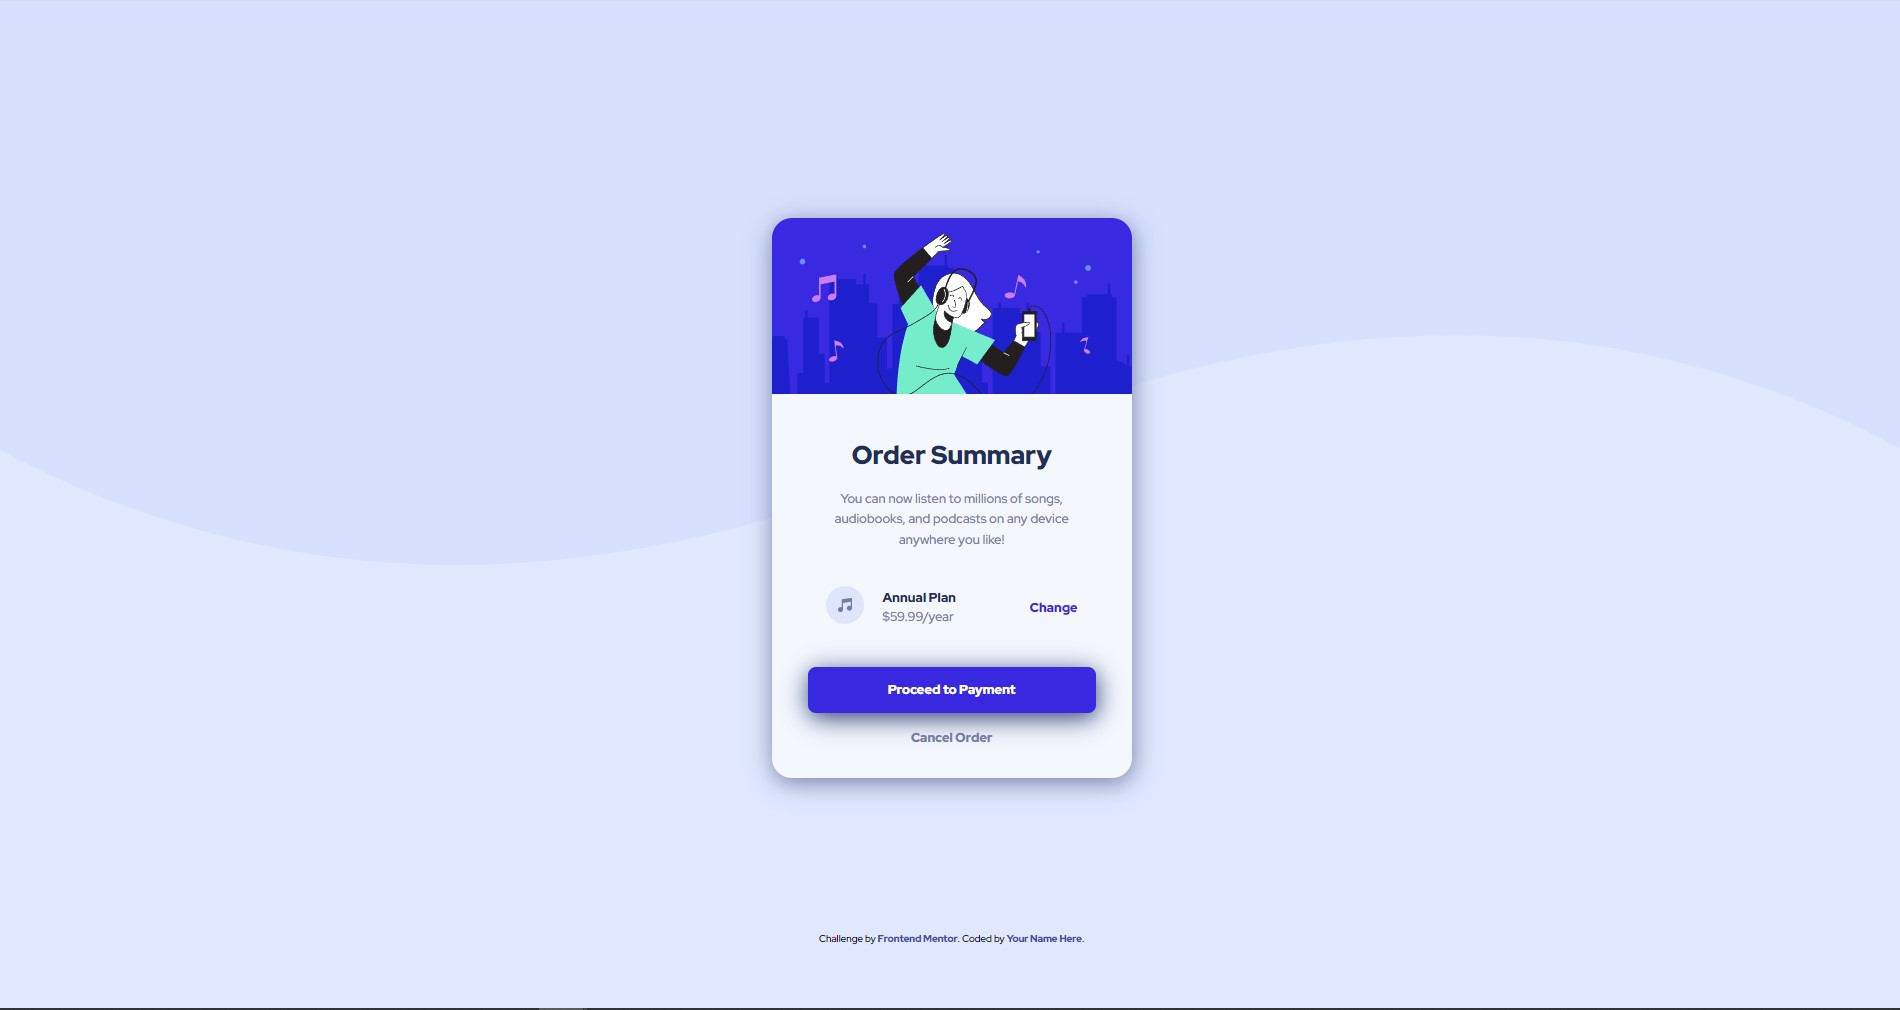 Order Summary
You can now listen to millions of songs,
audiobooks, and podcasts on any device
anywhere you like!
Annual Plan
$59.99/year
Change
Proceed to Payment
Cancel Order
Challenge by Frontend Mentor. Coded by Your Name Here.